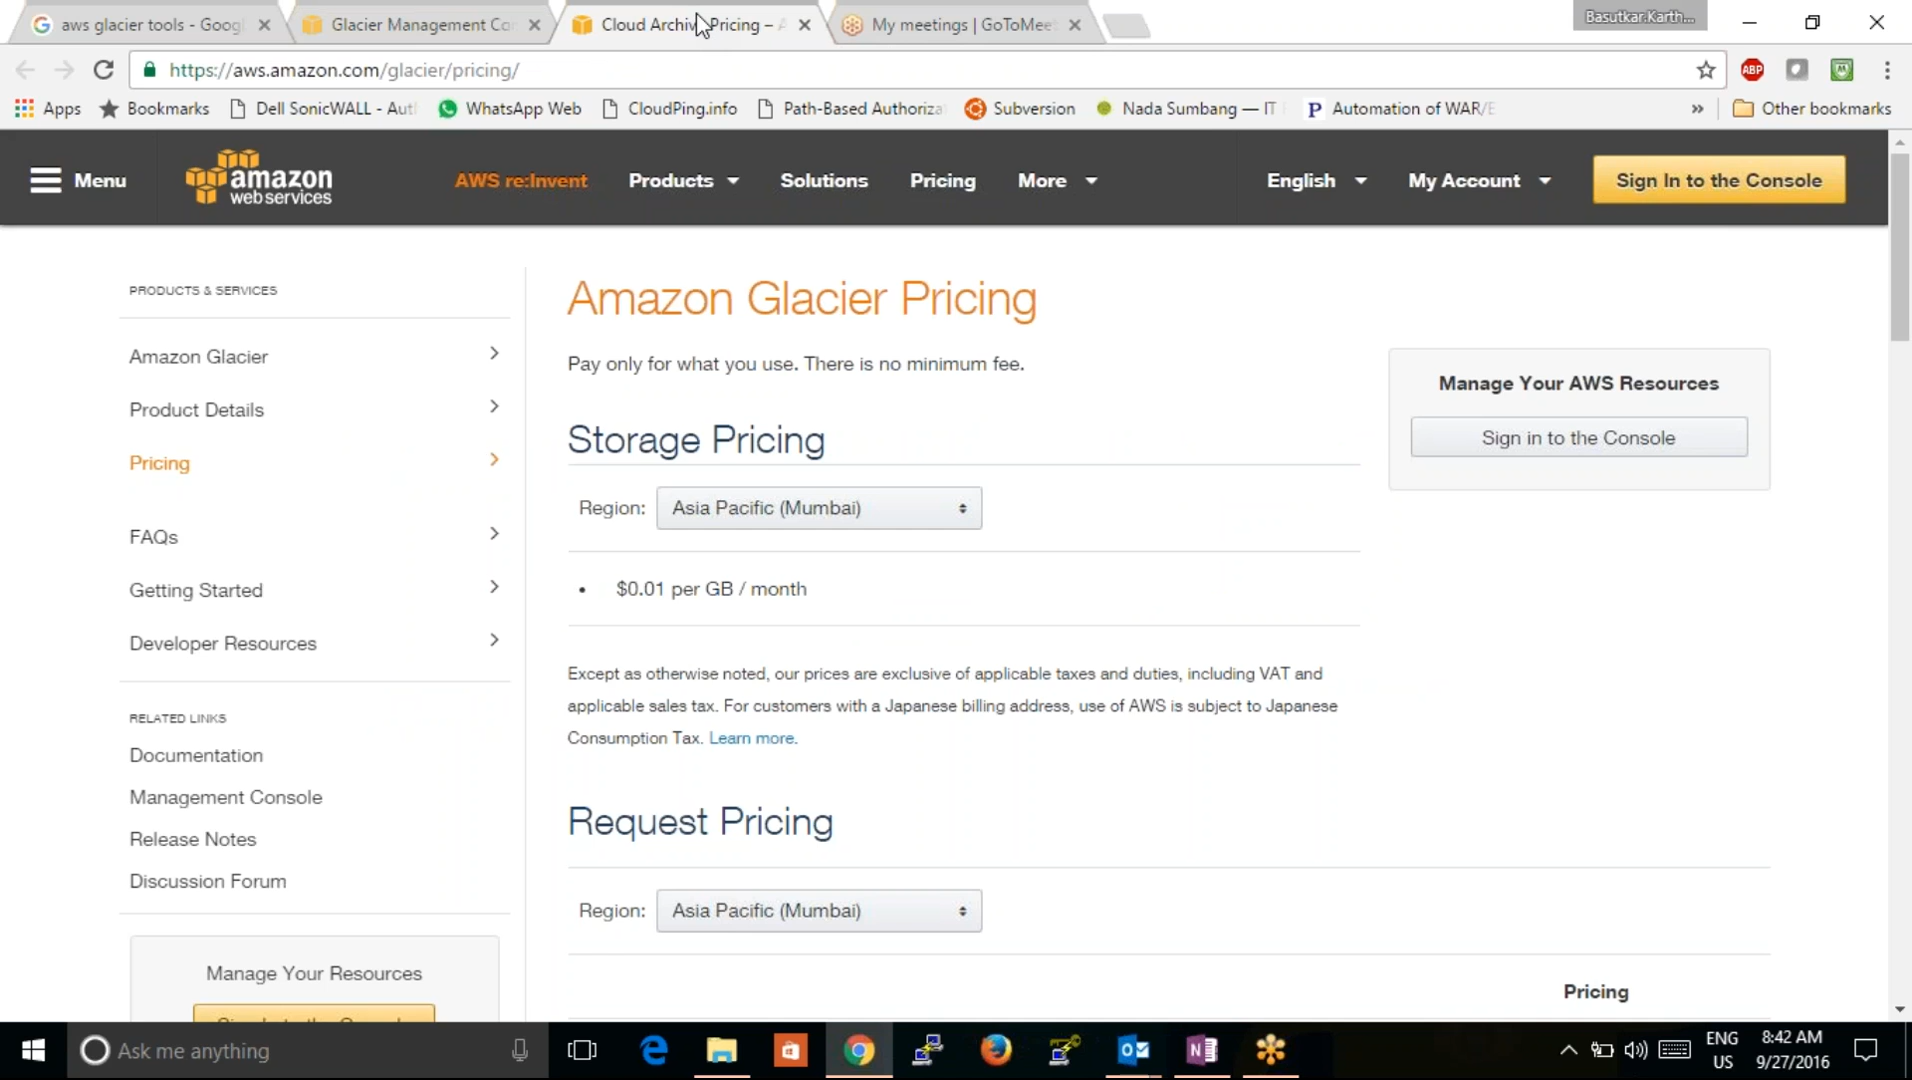 aws glacier tools - Goog
Glacier Management Co
Cloud Archiv Pricing – A
My meetings | GoToMeet
Basutkar.Karth...
https://aws.amazon.com/glacier/pricing/
ABP
Apps
Bookmarks
Dell SonicWALL - Aut
WhatsApp Web
CloudPing.info
Path-Based Authoriza
Subversion
Nada Sumbang — IT
Automation of WAR/E
»
Other bookmarks
Menu
amazon
web services
AWS re:Invent
Products
Solutions
Pricing
More
English
My Account
Sign In to the Console
PRODUCTS & SERVICES
Amazon Glacier
Product Details
Pricing
FAQs
Getting Started
Developer Resources
RELATED LINKS
Documentation
Management Console
Release Notes
Discussion Forum
Manage Your Resources
Amazon Glacier Pricing
Pay only for what you use. There is no minimum fee.
Storage Pricing
Region: Asia Pacific (Mumbai)
• $0.01 per GB / month
Except as otherwise noted, our prices are exclusive of applicable taxes and duties, including VAT and
applicable sales tax. For customers with a Japanese billing address, use of AWS is subject to Japanese
Consumption Tax. Learn more.
Request Pricing
Region: Asia Pacific (Mumbai)
Pricing
Manage Your AWS Resources
Sign in to the Console
Ask me anything
ENG
US
8:42 AM
9/27/2016